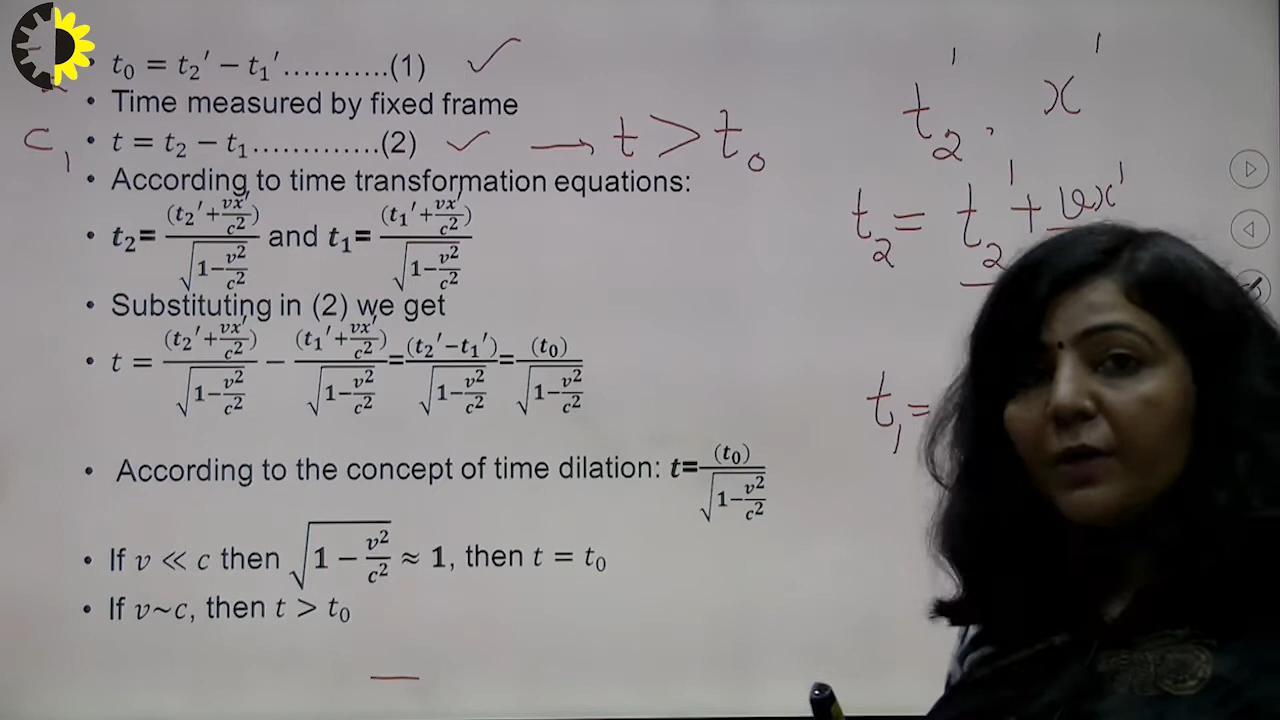 • t₀ = t₂′ − t₁′...........(1) ✓
• Time measured by fixed frame
C₁ • t = t₂ − t₁.............(2) ✓ → t > t₀
• According to time transformation equations:
• t₂= (t₂′+vx′/c²)/√(1−v²/c²) and t₁= (t₁′+vx′/c²)/√(1−v²/c²)
• Substituting in (2) we get
• t = (t₂′+vx′/c²)/√(1−v²/c²) − (t₁′+vx′/c²)/√(1−v²/c²) = (t₂′−t₁′)/√(1−v²/c²) = (t₀)/√(1−v²/c²)
• According to the concept of time dilation: t= (t₀)/√(1−v²/c²)
• If v ≪ c then √(1 − v²/c²) ≈ 1, then t = t₀
• If v~c, then t > t₀
t₂′ . x′
t₂ = t₂′ + vx′
t₁ =